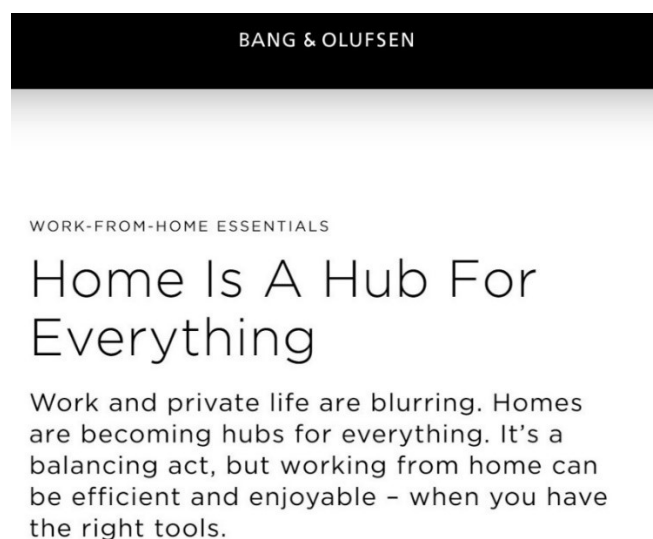 BANG & OLUFSEN
WORK-FROM-HOME ESSENTIALS
Home Is A Hub For
Everything
Work and private life are blurring. Homes
are becoming hubs for everything. It’s a
balancing act, but working from home can
be efficient and enjoyable – when you have
the right tools.